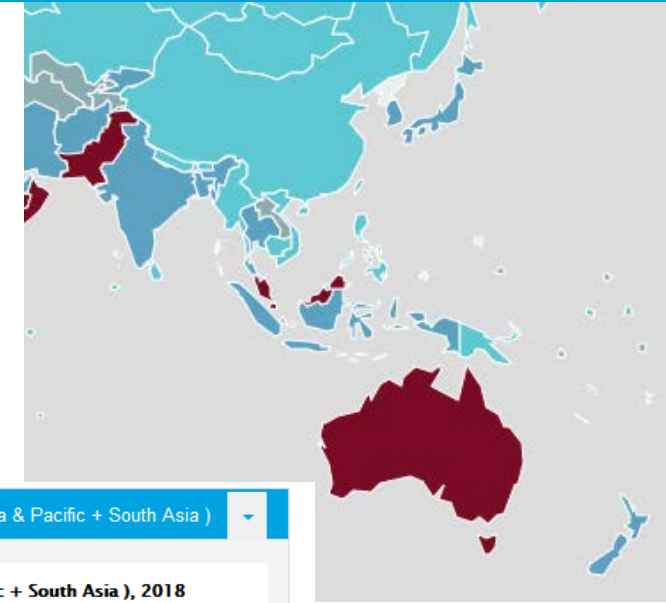 a & Pacific + South Asia )
c + South Asia ), 2018